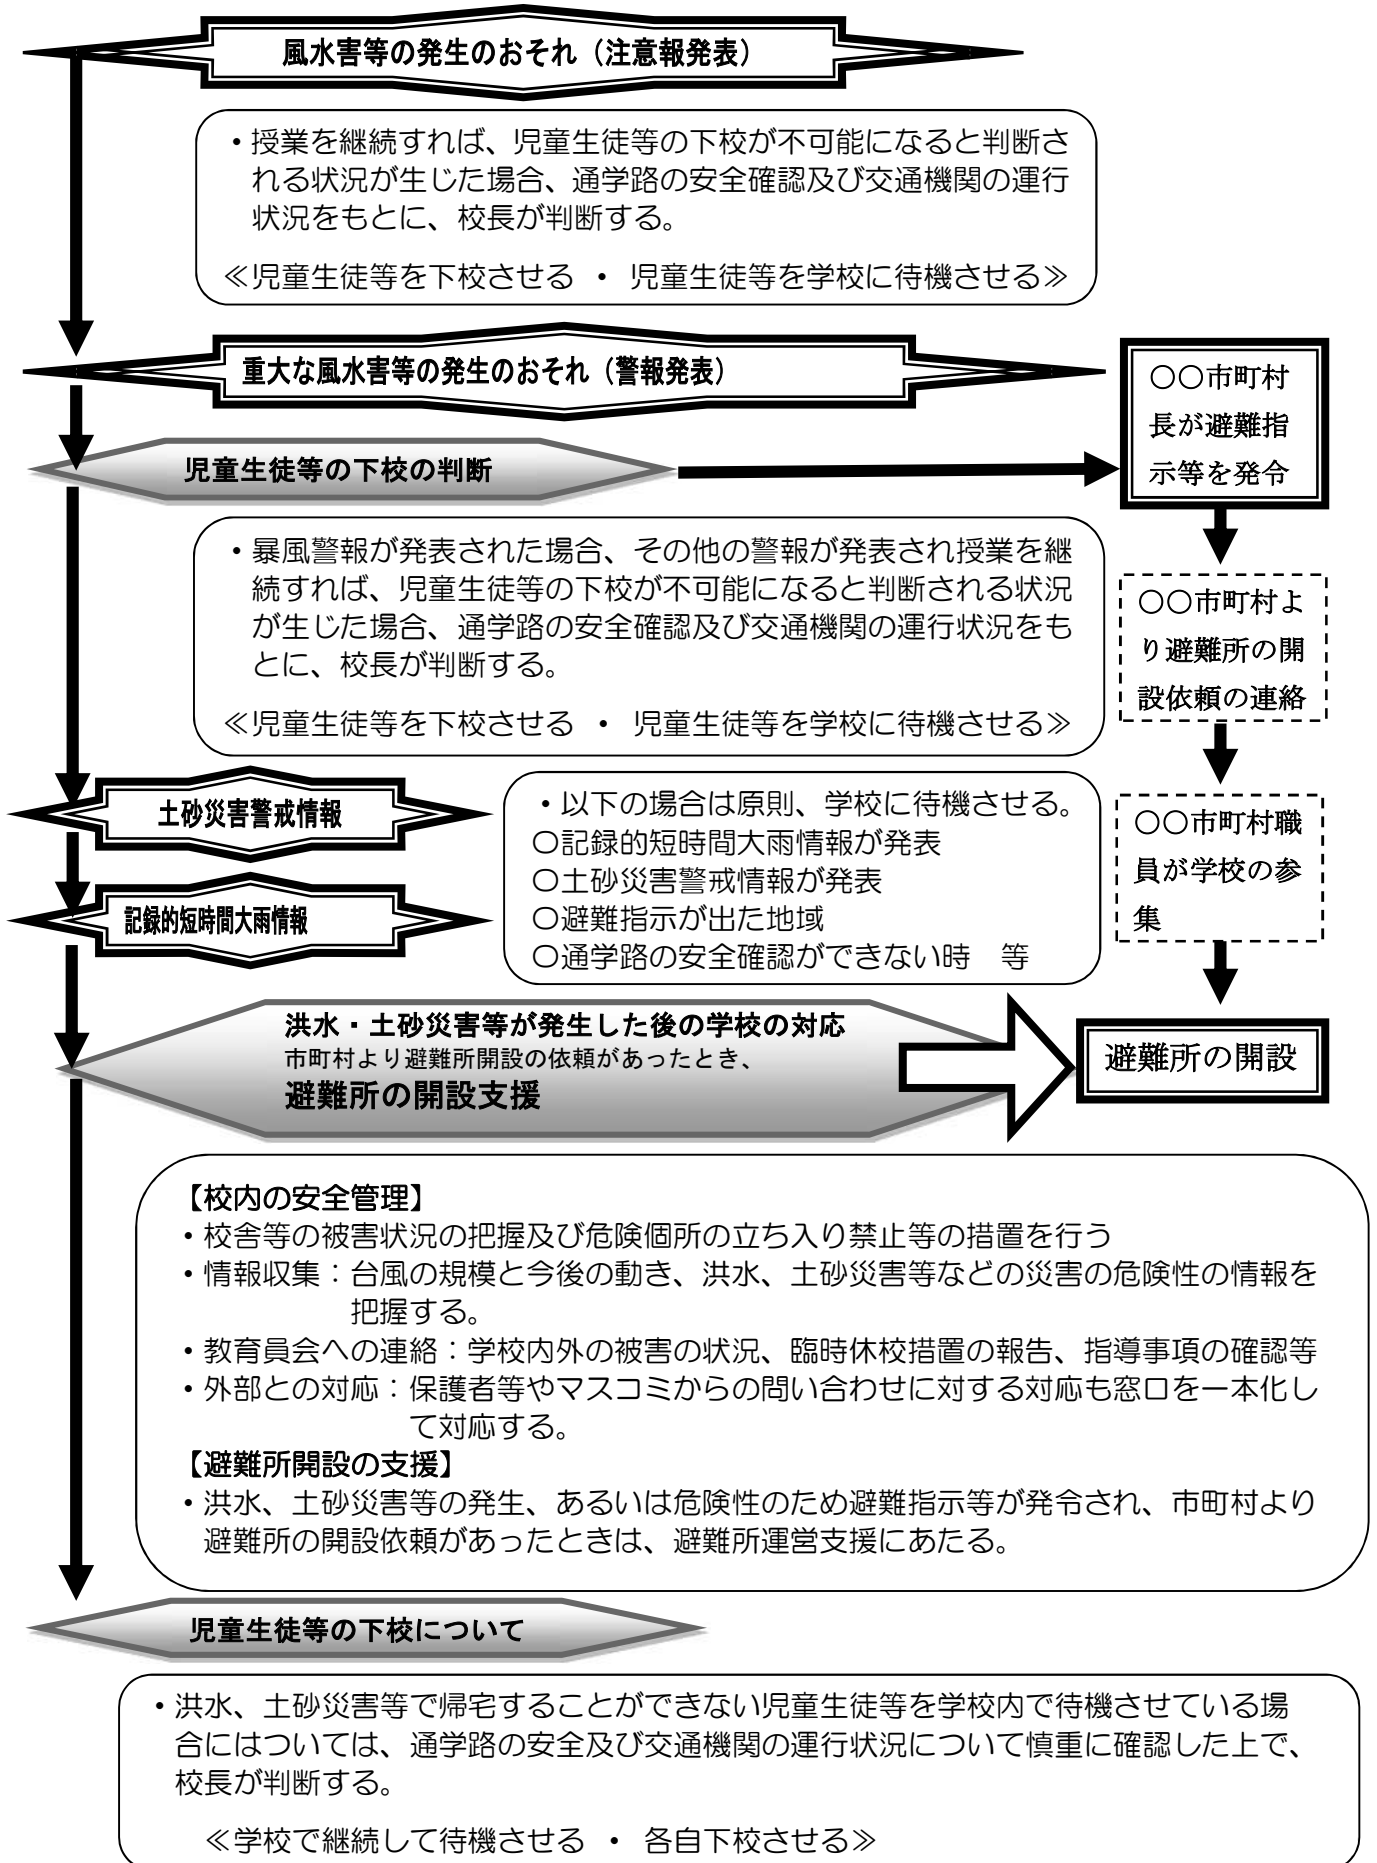 風水害等の発生のおそれ（注意報発表）
・授業を継続すれば、児童生徒等の下校が不可能になると判断さ
れる状況が生じた場合、通学路の安全確認及び交通機関の運行
状況をもとに、校長が判断する。
≪児童生徒等を下校させる ・ 児童生徒等を学校に待機させる≫
重大な風水害等の発生のおそれ（警報発表）
〇〇市町村
長が避難指
示等を発令
児童生徒等の下校の判断
・暴風警報が発表された場合、その他の警報が発表され授業を継
続すれば、児童生徒等の下校が不可能になると判断される状況
が生じた場合、通学路の安全確認及び交通機関の運行状況をも
とに、校長が判断する。
≪児童生徒等を下校させる ・ 児童生徒等を学校に待機させる≫
〇〇市町村よ
り避難所の開
設依頼の連絡
土砂災害警戒情報
記録的短時間大雨情報
・以下の場合は原則、学校に待機させる。
〇記録的短時間大雨情報が発表
〇土砂災害警戒情報が発表
〇避難指示が出た地域
〇通学路の安全確認ができない時　等
〇〇市町村職
員が学校の参
集
洪水・土砂災害等が発生した後の学校の対応
市町村より避難所開設の依頼があったとき、
避難所の開設支援
避難所の開設
【校内の安全管理】
・校舎等の被害状況の把握及び危険個所の立ち入り禁止等の措置を行う
・情報収集：台風の規模と今後の動き、洪水、土砂災害等などの災害の危険性の情報を
把握する。
・教育員会への連絡：学校内外の被害の状況、臨時休校措置の報告、指導事項の確認等
・外部との対応：保護者等やマスコミからの問い合わせに対する対応も窓口を一本化し
て対応する。
【避難所開設の支援】
・洪水、土砂災害等の発生、あるいは危険性のため避難指示等が発令され、市町村より
避難所の開設依頼があったときは、避難所運営支援にあたる。
児童生徒等の下校について
・洪水、土砂災害等で帰宅することができない児童生徒等を学校内で待機させている場
合にはついては、通学路の安全及び交通機関の運行状況について慎重に確認した上で、
校長が判断する。
≪学校で継続して待機させる ・ 各自下校させる≫